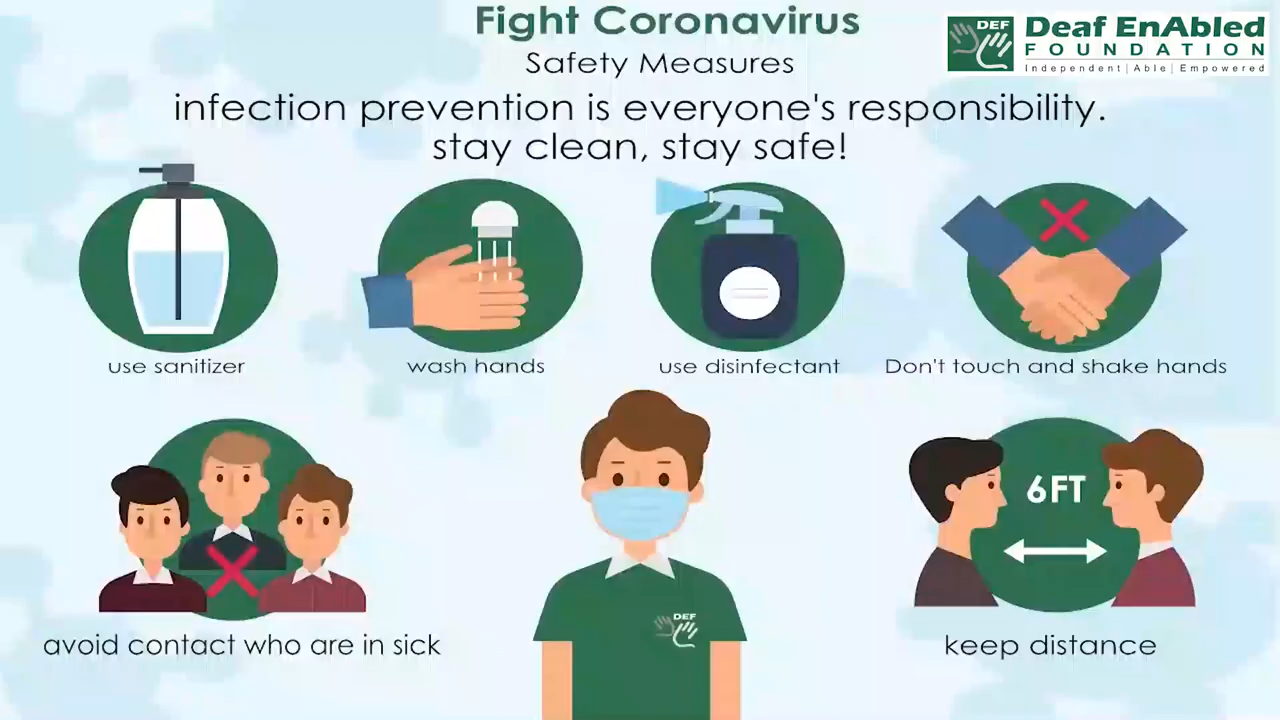 Fight Coronavirus
Safety Measures
DEF
Deaf EnAbled
FOUNDATION
Independent | Able | Empowered
infection prevention is everyone's responsibility.
stay clean, stay safe!
use sanitizer
wash hands
use disinfectant
Don't touch and shake hands
6FT
DEF
avoid contact who are in sick
keep distance